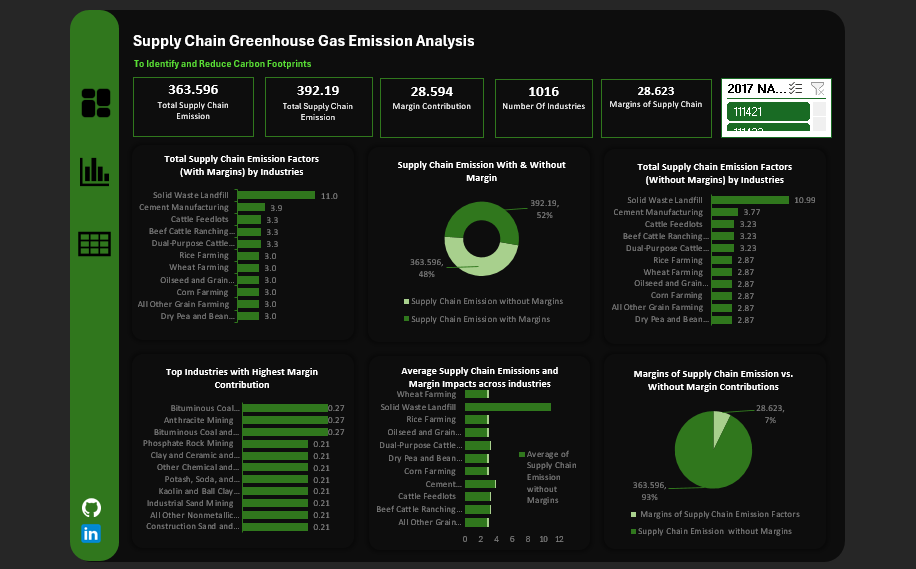 Supply Chain Greenhouse Gas Emission Analysis
To Identify and Reduce Carbon Footprints
363.596
Total Supply Chain
Emission
392.19
Total Supply Chain
Emission
28.594
Margin Contribution
1016
Number Of Industries
28.623
Margins of Supply Chain
2017 NA...
111421
Total Supply Chain Emission Factors
(With Margins) by Industries
Solid Waste Landfill 11.0
Cement Manufacturing 3.9
Cattle Feedlots 3.3
Beef Cattle Ranching... 3.3
Dual-Purpose Cattle... 3.3
Rice Farming 3.0
Wheat Farming 3.0
Oilseed and Grain... 3.0
Corn Farming 3.0
All Other Grain Farming 3.0
Dry Pea and Bean... 3.0
Supply Chain Emission With & Without
Margin
392.19,
52%
363.596,
48%
Supply Chain Emission without Margins
Supply Chain Emission with Margins
Total Supply Chain Emission Factors
(Without Margins) by Industries
Solid Waste Landfill 10.99
Cement Manufacturing 3.77
Cattle Feedlots 3.23
Beef Cattle Ranching... 3.23
Dual-Purpose Cattle... 3.23
Rice Farming 2.87
Wheat Farming 2.87
Oilseed and Grain... 2.87
Corn Farming 2.87
All Other Grain Farming 2.87
Dry Pea and Bean... 2.87
Top Industries with Highest Margin
Contribution
Bituminous Coal... 0.27
Anthracite Mining 0.27
Bituminous Coal and... 0.27
Phosphate Rock Mining 0.21
Clay and Ceramic and... 0.21
Other Chemical and... 0.21
Potash, Soda, and... 0.21
Kaolin and Ball Clay... 0.21
Industrial Sand Mining 0.21
All Other Nonmetallic... 0.21
Construction Sand and... 0.21
Average Supply Chain Emissions and
Margin Impacts across industries
Wheat Farming
Solid Waste Landfill
Rice Farming
Oilseed and Grain...
Dual-Purpose Cattle...
Dry Pea and Bean...
Corn Farming
Cement...
Cattle Feedlots
Beef Cattle Ranching...
All Other Grain...
0 2 4 6 8 10 12
Average of
Supply Chain
Emission
without
Margins
Margins of Supply Chain Emission vs.
Without Margin Contributions
28.623,
7%
363.596,
93%
Margins of Supply Chain Emission Factors
Supply Chain Emission without Margins
in